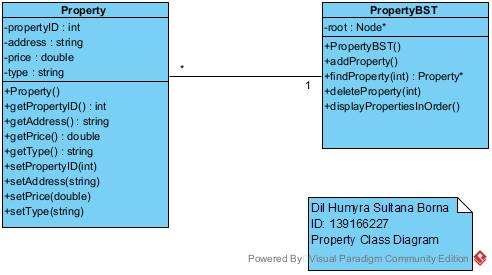 Property
-propertyID : int
-address : string
-price : double
-type : string
+Property()
+getPropertyID() : int
+getAddress() : string
+getPrice() : double
+getType() : string
+setPropertyID(int)
+setAddress(string)
+setPrice(double)
+setType(string)
*
1
PropertyBST
-root : Node*
+PropertyBST()
+addProperty()
+findProperty(int) : Property*
+deleteProperty(int)
+displayPropertiesInOrder()
Dil Humyra Sultana Borna
ID: 139166227
Property Class Diagram
Powered By Visual Paradigm Community Edition